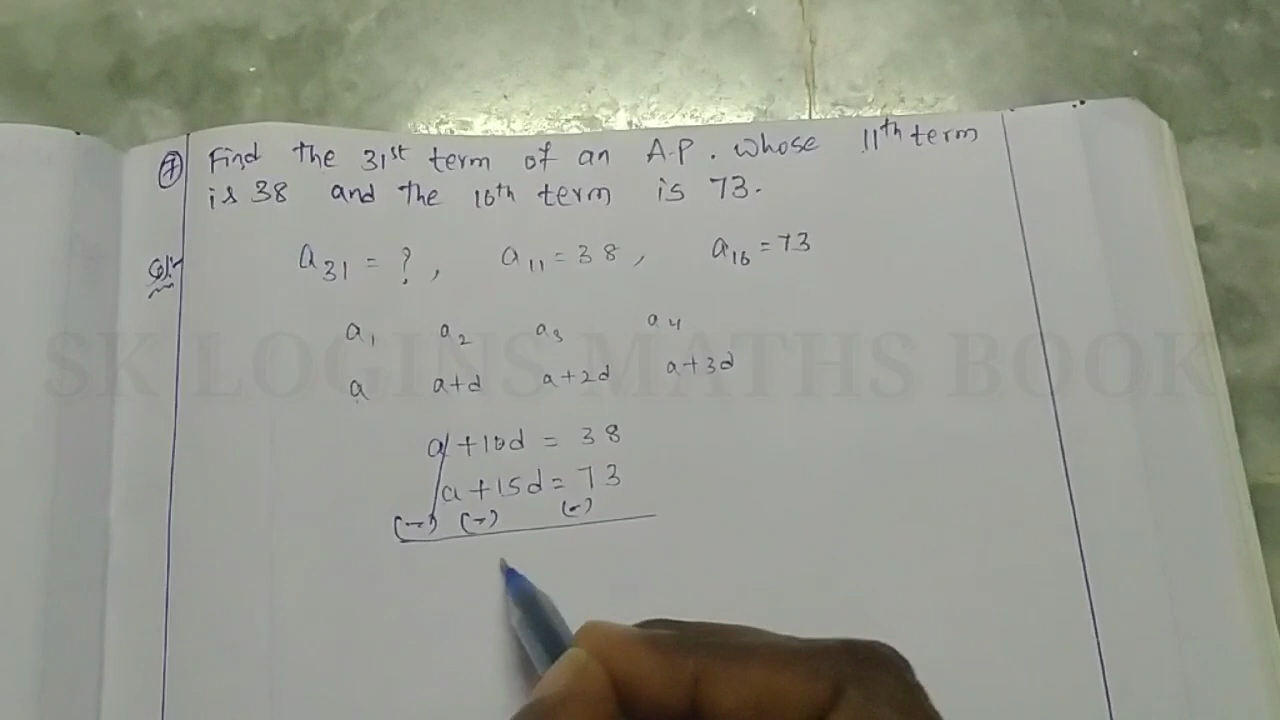 7 Find the 31st term of an A.P. whose 11th term
is 38 and the 16th term is 73.
Sol:-
a31 = ?, a11 = 38, a16 = 73
a1 a2 a3 a4
a a+d a+2d a+3d
a+10d = 38
a+15d = 73
(-) (-) (-)
SK LOGINS MATHS BOOK